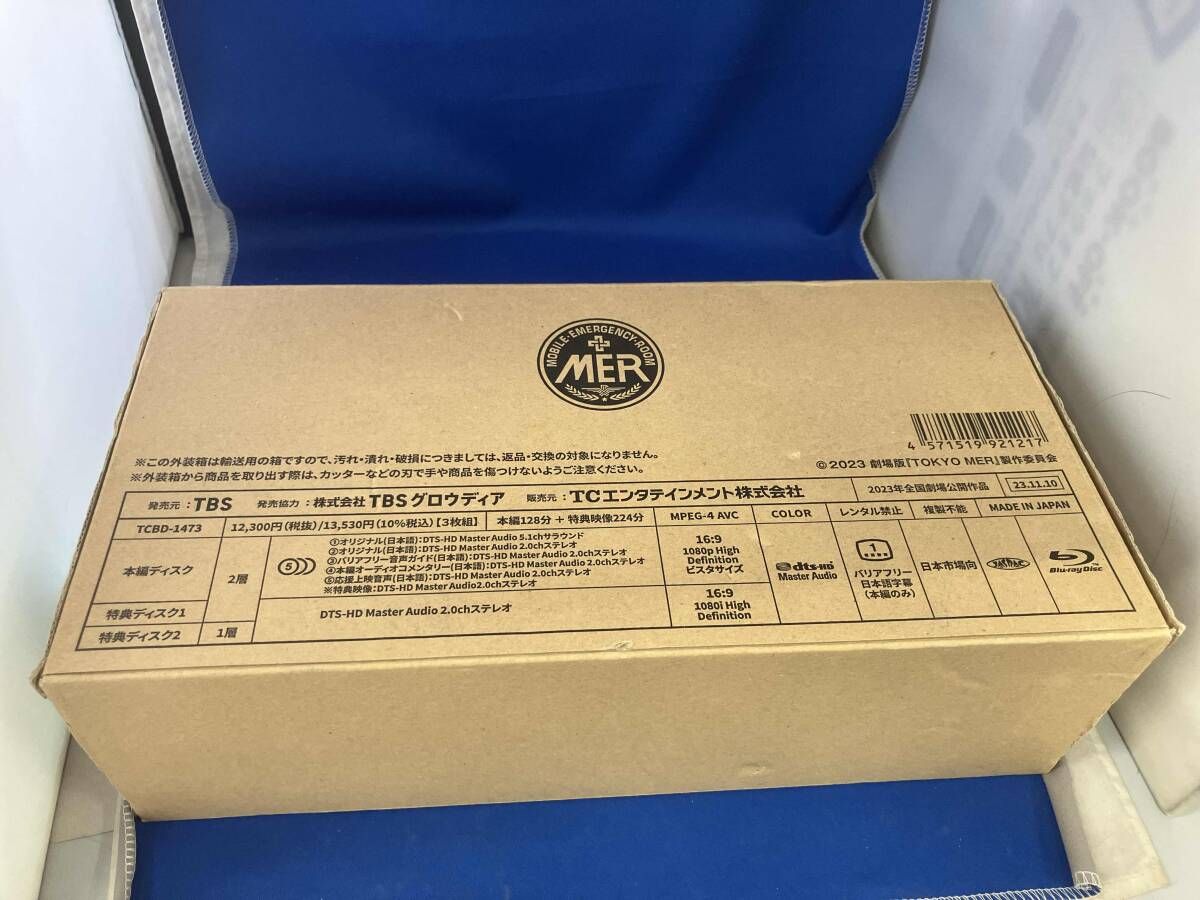 MOBILE・EMERGENCY・ROOM
MER
4 571519 921217
※この外装箱は輸送用の箱ですので、汚れ・潰れ・破損につきましては、返品・交換の対象になりません。
※外装箱から商品を取り出す際は、カッターなどの刃で手や商品を傷つけないようご注意ください。
©2023 劇場版『TOKYO MER』製作委員会
発売元:TBS 発売協力:株式会社TBSグロウディア 販売元:TCエンタテインメント株式会社 2023年全国劇場公開作品 23.11.10
TCBD-1473 12,300円(税抜)/13,530円(10%税込)【3枚組】 本編128分+特典映像224分 MPEG-4 AVC COLOR レンタル禁止 複製不能 MADE IN JAPAN
本編ディスク 2層
5
①オリジナル(日本語):DTS-HD Master Audio 5.1chサラウンド
②オリジナル(日本語):DTS-HD Master Audio 2.0chステレオ
③バリアフリー音声ガイド(日本語):DTS-HD Master Audio 2.0chステレオ
④本編オーディオコメンタリー(日本語):DTS-HD Master Audio 2.0chステレオ
⑤応援上映音声(日本語):DTS-HD Master Audio 2.0chステレオ
※特典映像:DTS-HD Master Audio2.0chステレオ
16:9
1080p High
Definition
ビスタサイズ
dts-HD
Master Audio
1
バリアフリー
日本語字幕
(本編のみ)
日本市場向
Blu-ray Disc
特典ディスク1
DTS-HD Master Audio 2.0chステレオ
16:9
1080i High
Definition
特典ディスク2 1層